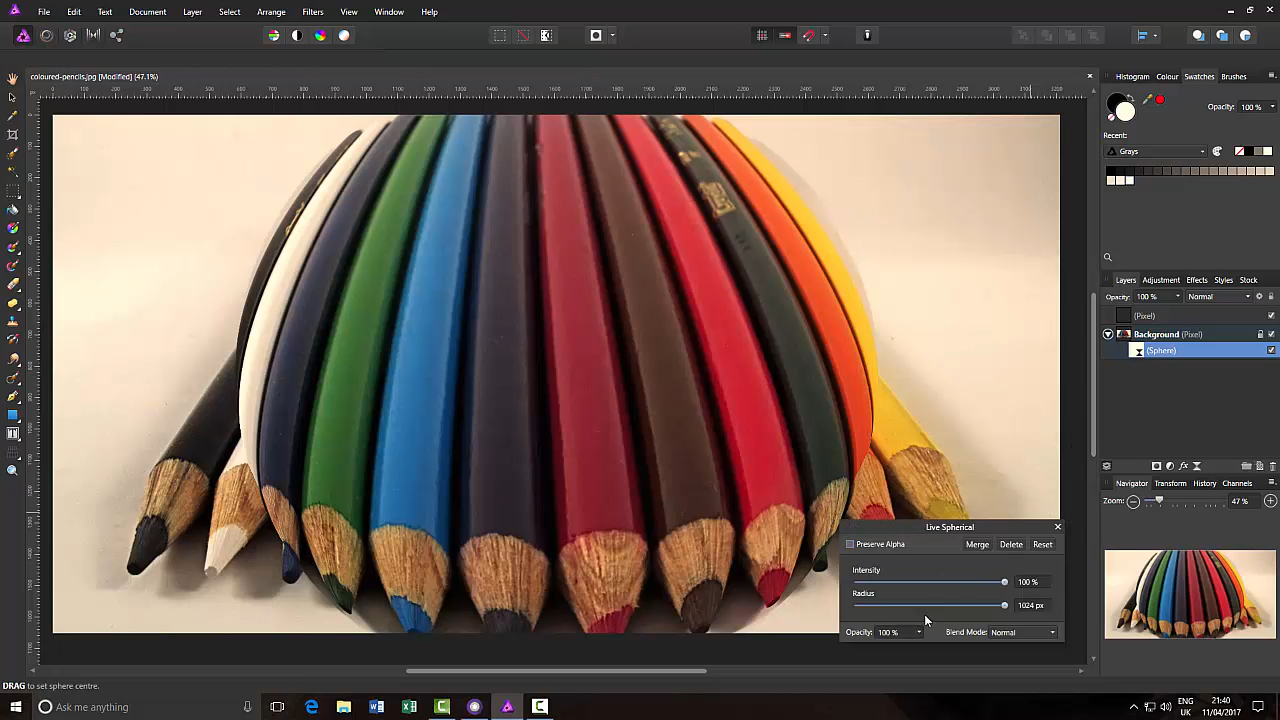 File Edit Text Document Layer Select Arrange Filters View Window Help
coloured-pencils.jpg [Modified] (47.1%)
Histogram Colour Swatches Brushes
Opacity: 100 %
Recent:
Grays
Layers Adjustment Effects Styles Stock
Opacity: 100 % Normal
(Pixel)
Background (Pixel)
(Sphere)
Navigator Transform History Channels
Zoom: 47 %
Live Spherical
Preserve Alpha Merge Delete Reset
Intensity
100 %
Radius
1024 px
Opacity: 100 % Blend Mode: Normal
DRAG to set sphere centre.
Ask me anything
ENG
UK
21:40
11/04/2017